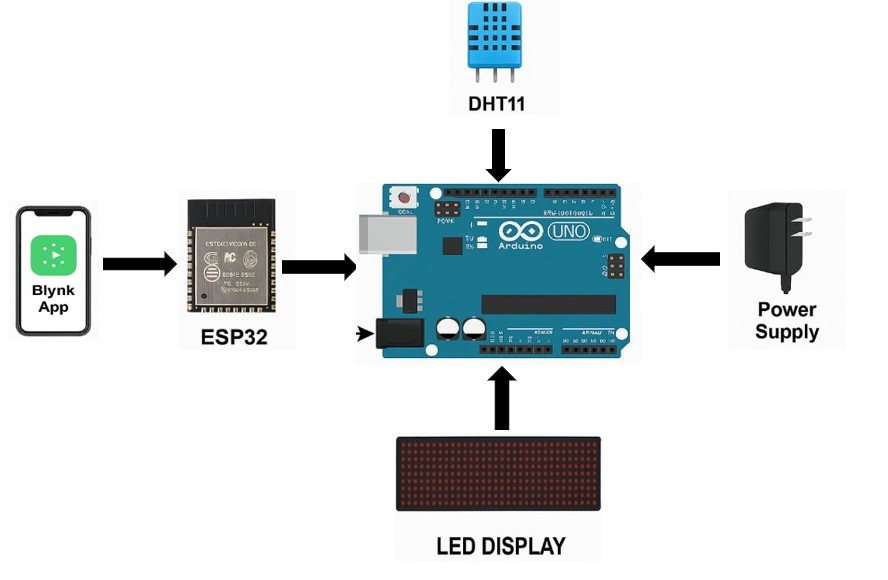 DHT11
Blynk
App
ESP32
UNO
Arduino
Power
Supply
LED DISPLAY